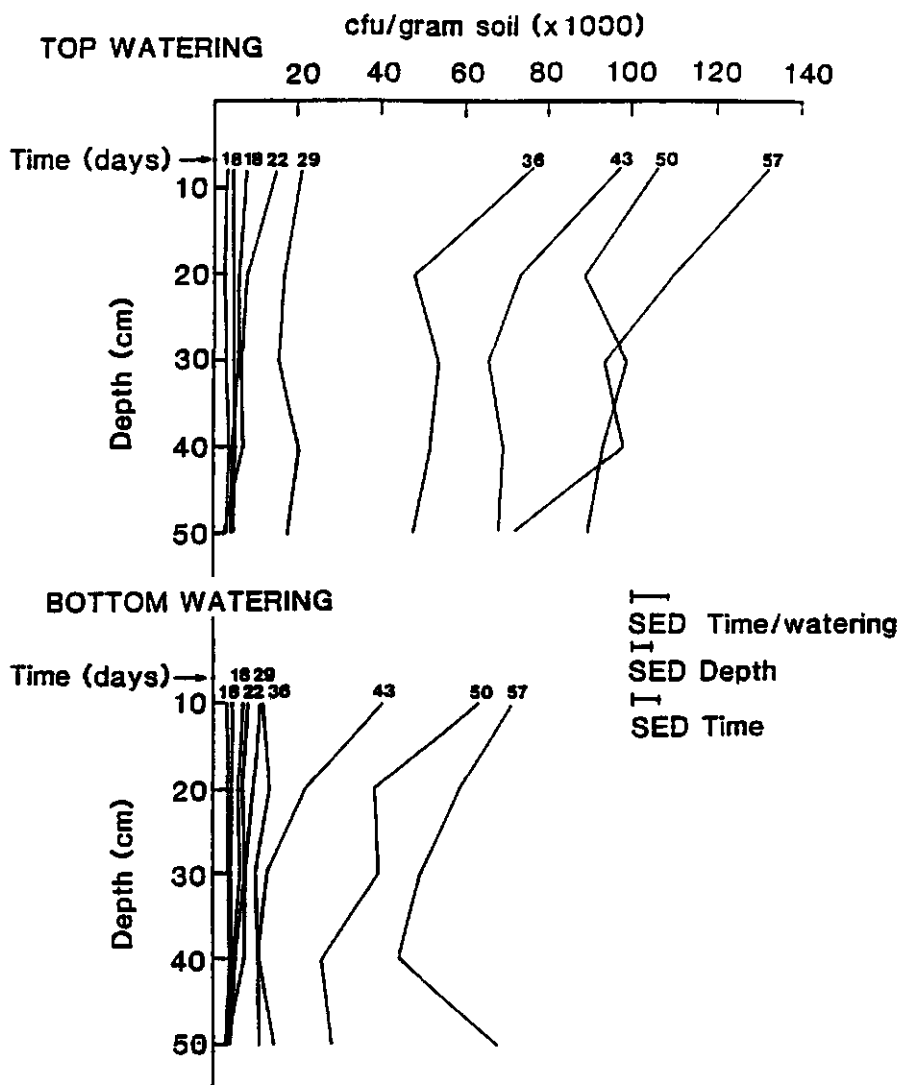 cfu/gram soil (x1000)
TOP WATERING
20 40 60 80 100 120 140
Time (days) → 18 18 22 29 36 43 50 57
10
20
30
40
50
Depth (cm)
BOTTOM WATERING
SED Time/watering
SED Depth
SED Time
Time (days) → 18 29
18 22 36 43 50 57
10
20
30
40
50
Depth (cm)